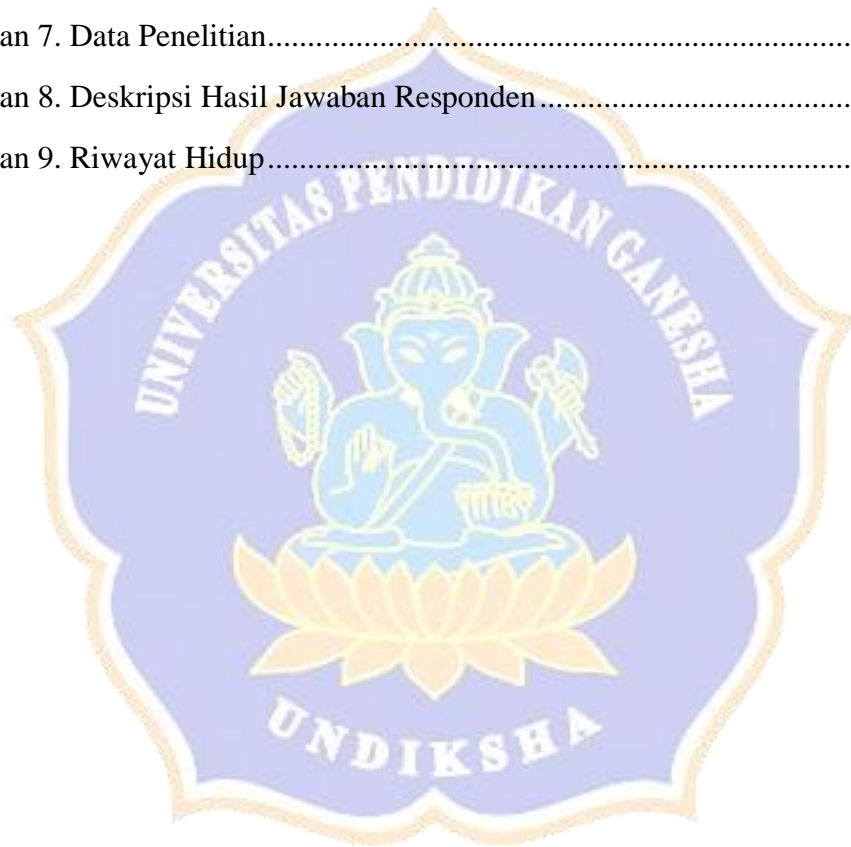 an 7. Data Penelitian.......................................................................
an 8. Deskripsi Hasil Jawaban Responden.......................................
an 9. Riwayat Hidup.......................................................................
UNIVERSITAS PENDIDIKAN GANESHA
UNDIKSHA